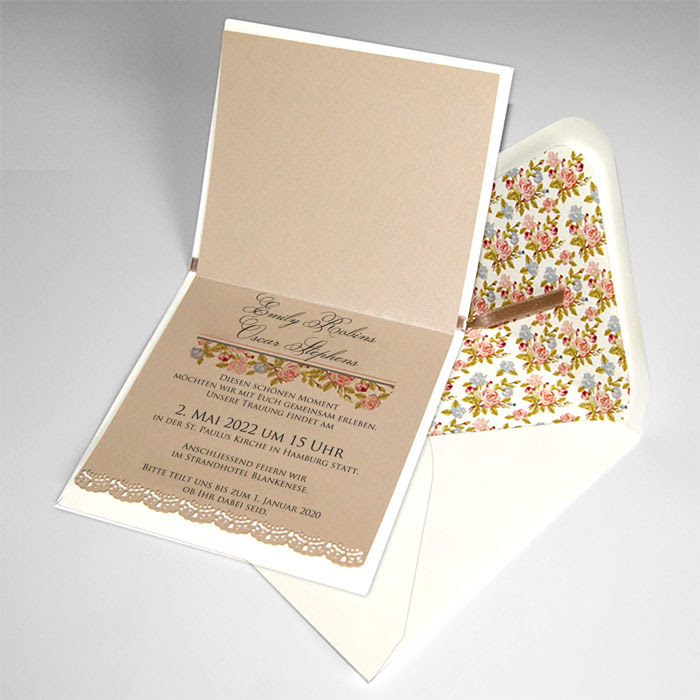 Emily Robins
Oscar Stephens
Diesen schönen Moment
möchten wir mit Euch gemeinsam erleben.
Unsere Trauung findet am
2. Mai 2022 um 15 Uhr
in der St. Paulus Kirche in Hamburg statt.
Anschliessend feiern wir
im Strandhotel Blankenese.
Bitte teilt uns bis zum 1. Januar 2020
ob Ihr dabei seid.